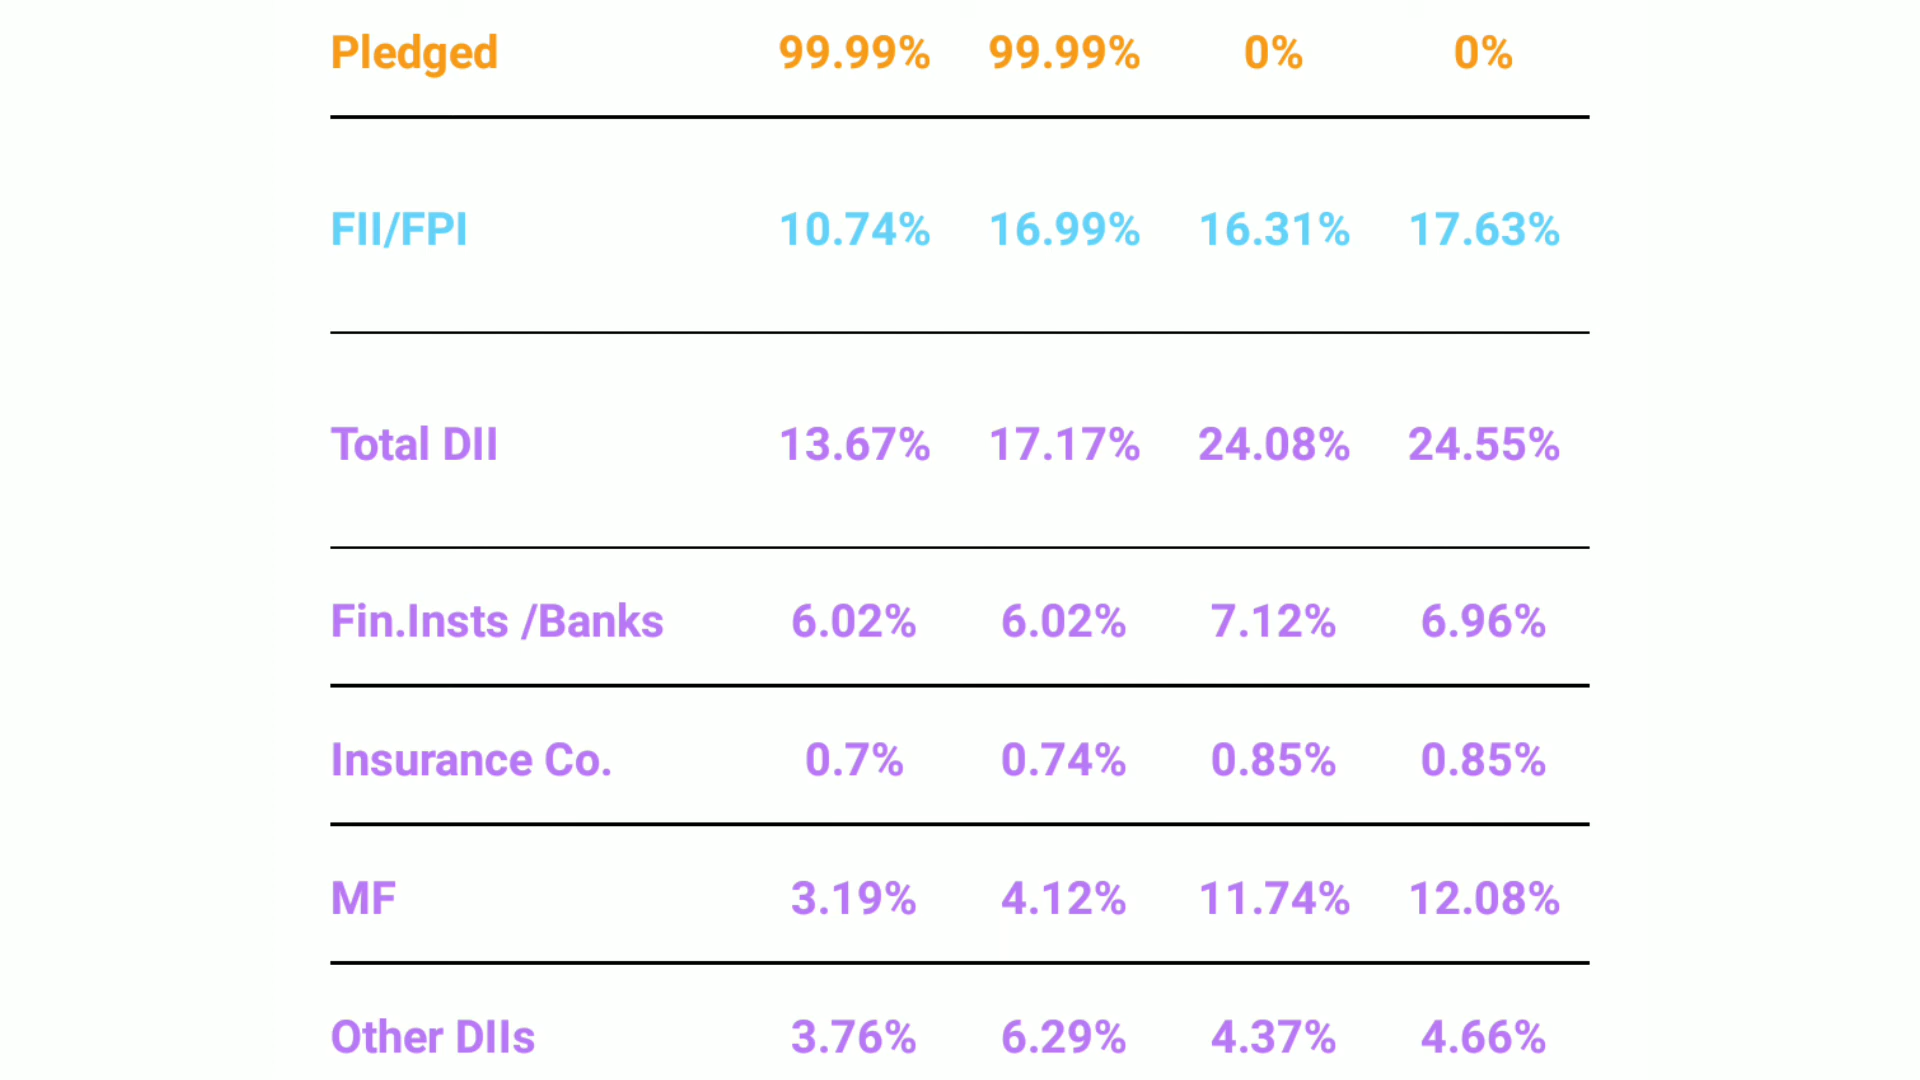 Pledged 99.99% 99.99% 0% 0%
FII/FPI 10.74% 16.99% 16.31% 17.63%
Total DII 13.67% 17.17% 24.08% 24.55%
Fin.Insts /Banks 6.02% 6.02% 7.12% 6.96%
Insurance Co. 0.7% 0.74% 0.85% 0.85%
MF 3.19% 4.12% 11.74% 12.08%
Other DIIs 3.76% 6.29% 4.37% 4.66%